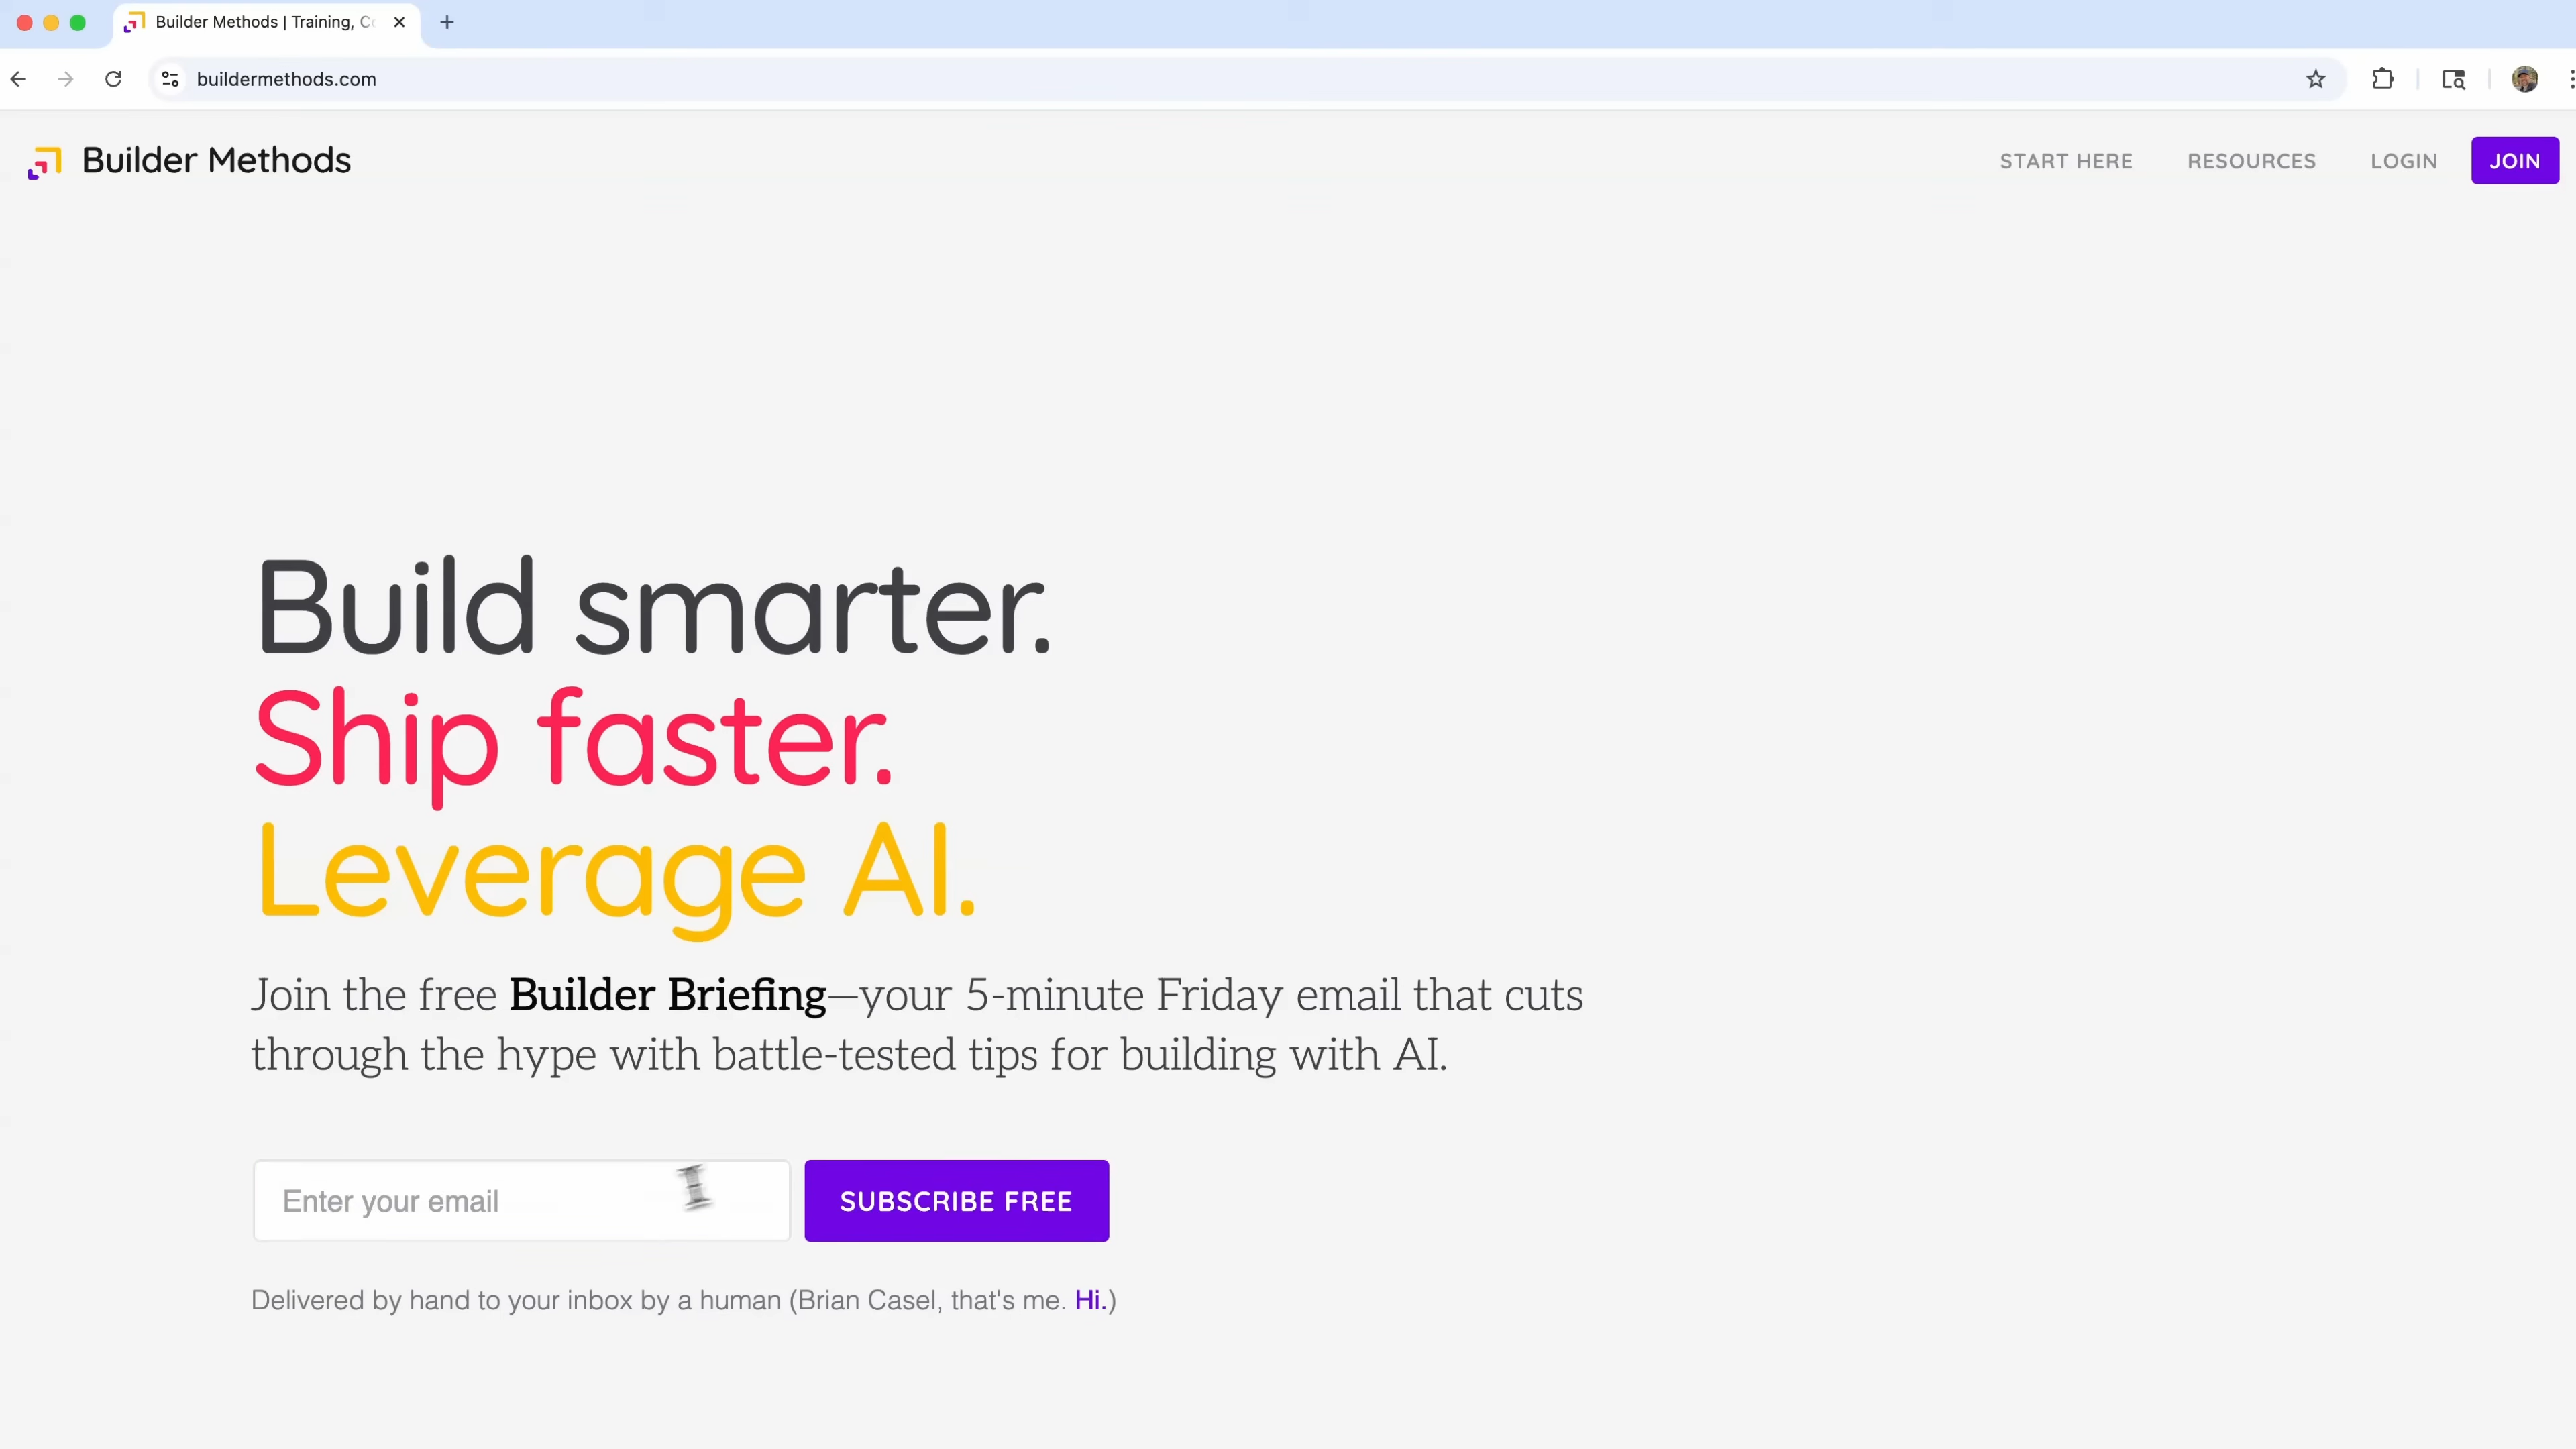 Builder Methods | Training, C
buildermethods.com
Builder Methods
START HERE
RESOURCES
LOGIN
JOIN
Build smarter.
Ship faster.
Leverage AI.
Join the free Builder Briefing—your 5-minute Friday email that cuts
through the hype with battle-tested tips for building with AI.
Enter your email
SUBSCRIBE FREE
Delivered by hand to your inbox by a human (Brian Casel, that's me. Hi.)